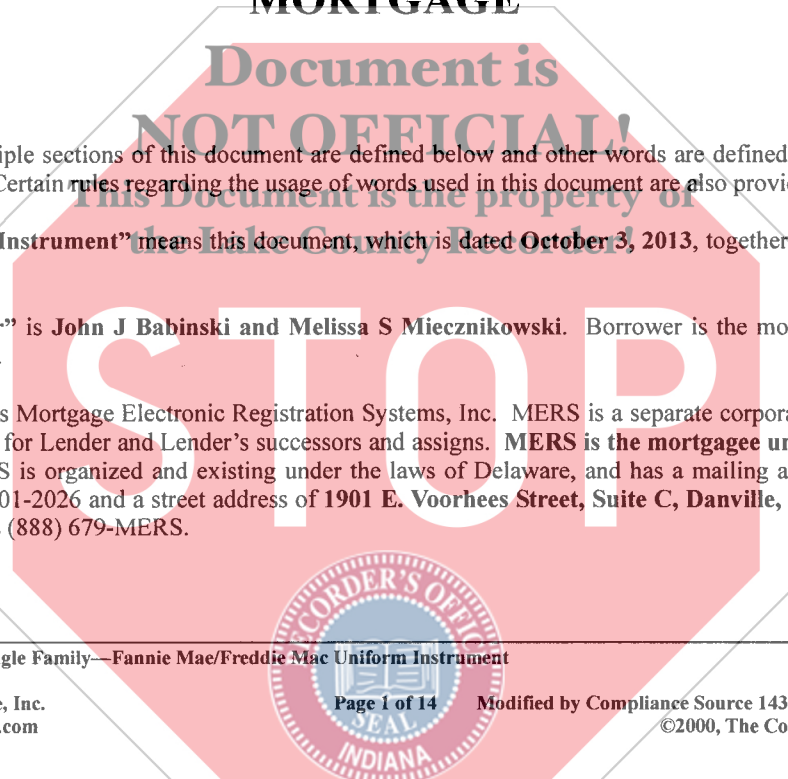 MORTGAGE
Document is
NOT OFFICIAL!
iple sections of this document are defined below and other words are defined
Certain rules regarding the usage of words used in this document are also provi
This Document is the property of
Instrument” means this document, which is dated October 3, 2013, together
the Lake County Recorder!
r” is John J Babinski and Melissa S Miecznikowski. Borrower is the mo
STOP
s Mortgage Electronic Registration Systems, Inc. MERS is a separate corpora
for Lender and Lender’s successors and assigns. MERS is the mortgagee un
S is organized and existing under the laws of Delaware, and has a mailing a
01-2026 and a street address of 1901 E. Voorhees Street, Suite C, Danville,
(888) 679-MERS.
RECORDER'S OFFICE
gle Family—Fannie Mae/Freddie Mac Uniform Instrument
e, Inc. Page 1 of 14 Modified by Compliance Source 143
.com ©2000, The Co
SEAL
INDIANA